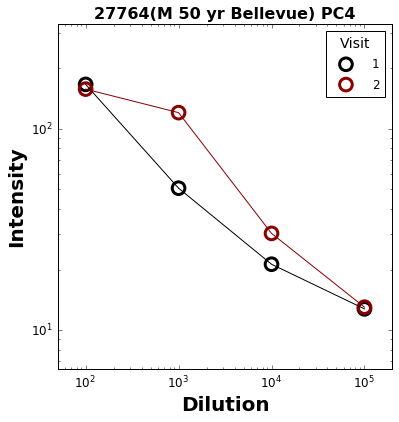 27764(M 50 yr Bellevue) PC4
Visit
1
2
10²
10¹
Intensity
10² 10³ 10⁴ 10⁵
Dilution